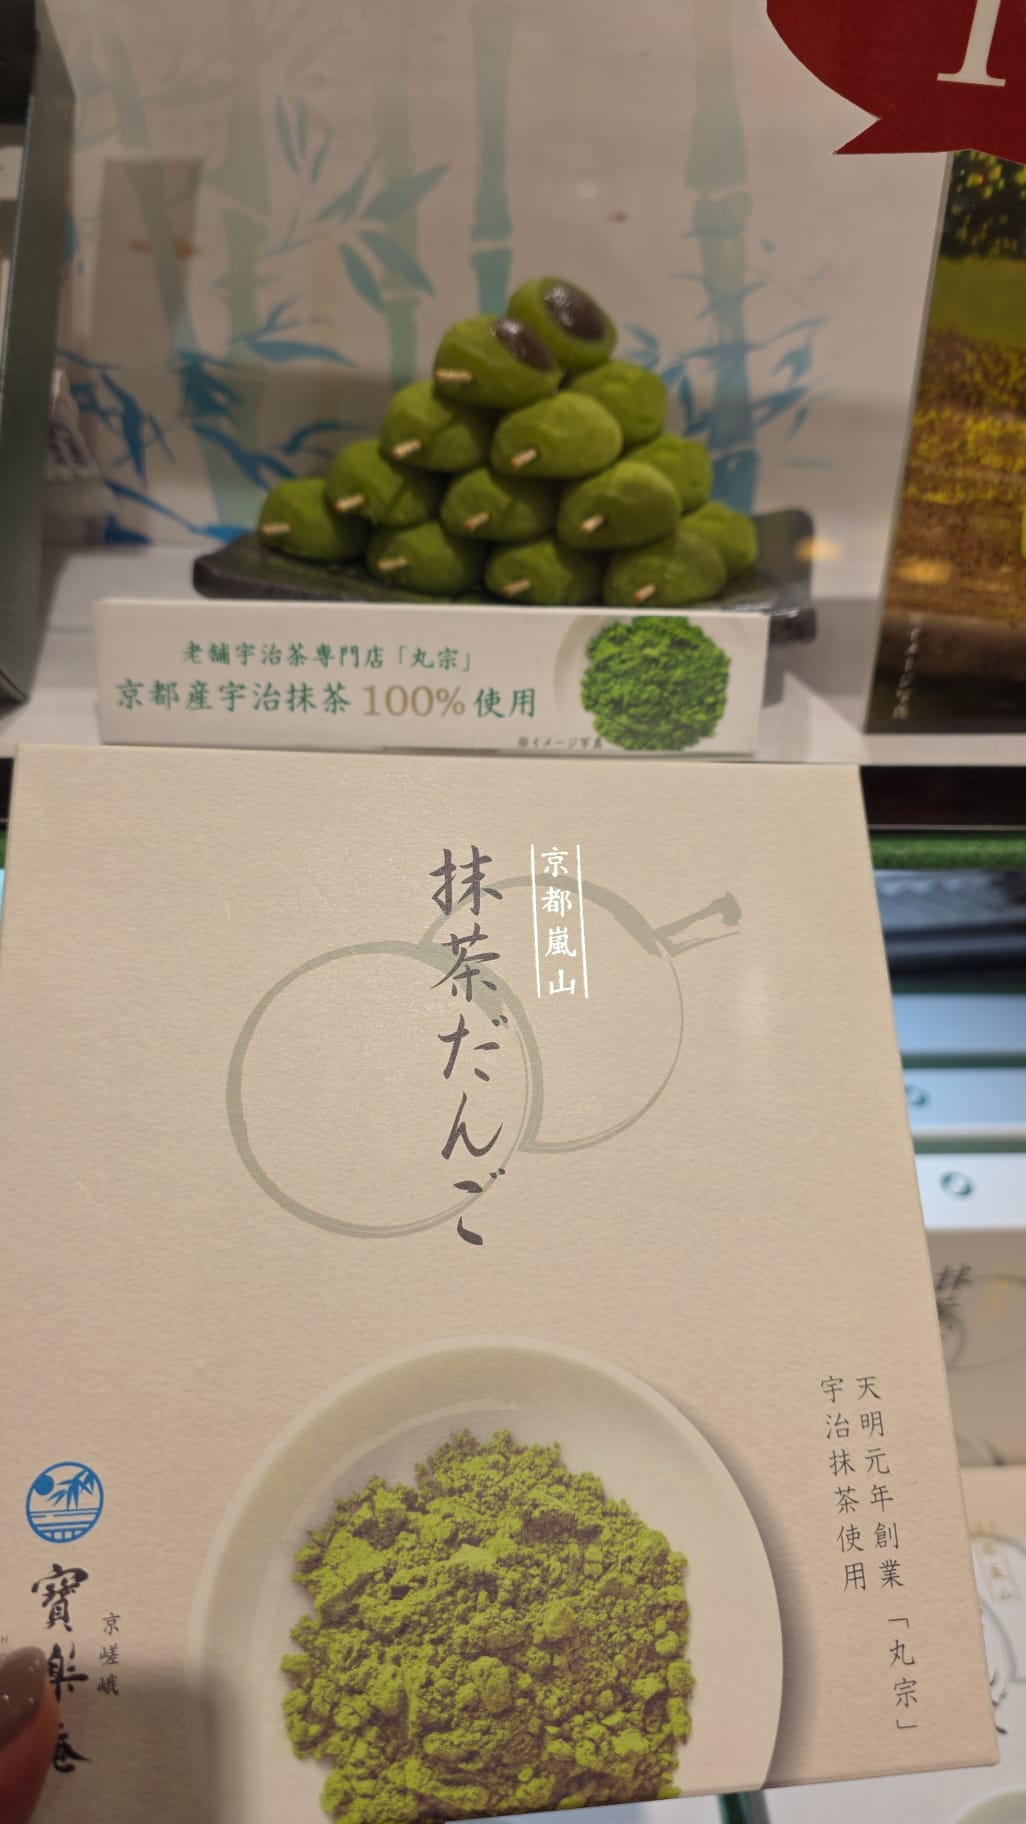 1
老舗宇治茶専門店「丸宗」
京都産宇治抹茶100%使用
※イメージ写真
京都嵐山
抹茶だんご
天明元年創業「丸宗」
宇治抹茶使用
京嵯峨
寶楽庵